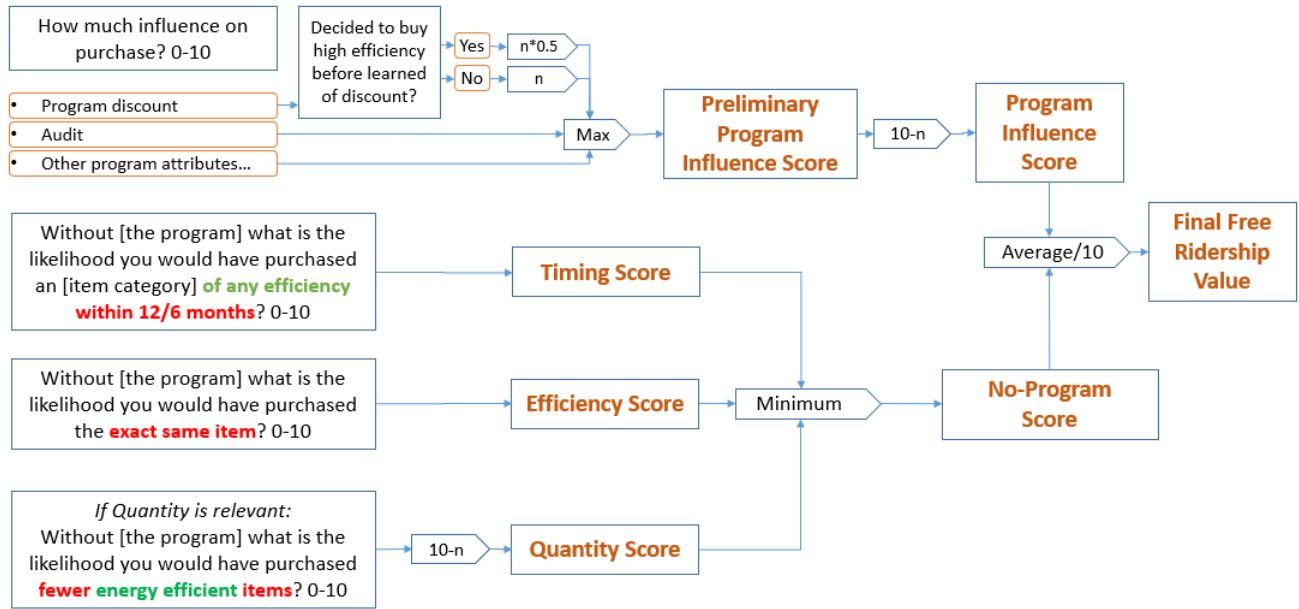 How much influence on
purchase? 0-10
• Program discount
• Audit
• Other program attributes...
Decided to buy
high efficiency
before learned
of discount?
Yes
n*0.5
No
n
Max
Preliminary
Program
Influence Score
10-n
Program
Influence
Score
Without [the program] what is the
likelihood you would have purchased
an [item category] of any efficiency
within 12/6 months? 0-10
Timing Score
Average/10
Final Free
Ridership
Value
Without [the program] what is the
likelihood you would have purchased
the exact same item? 0-10
Efficiency Score
Minimum
No-Program
Score
If Quantity is relevant:
Without [the program] what is the
likelihood you would have purchased
fewer energy efficient items? 0-10
10-n
Quantity Score